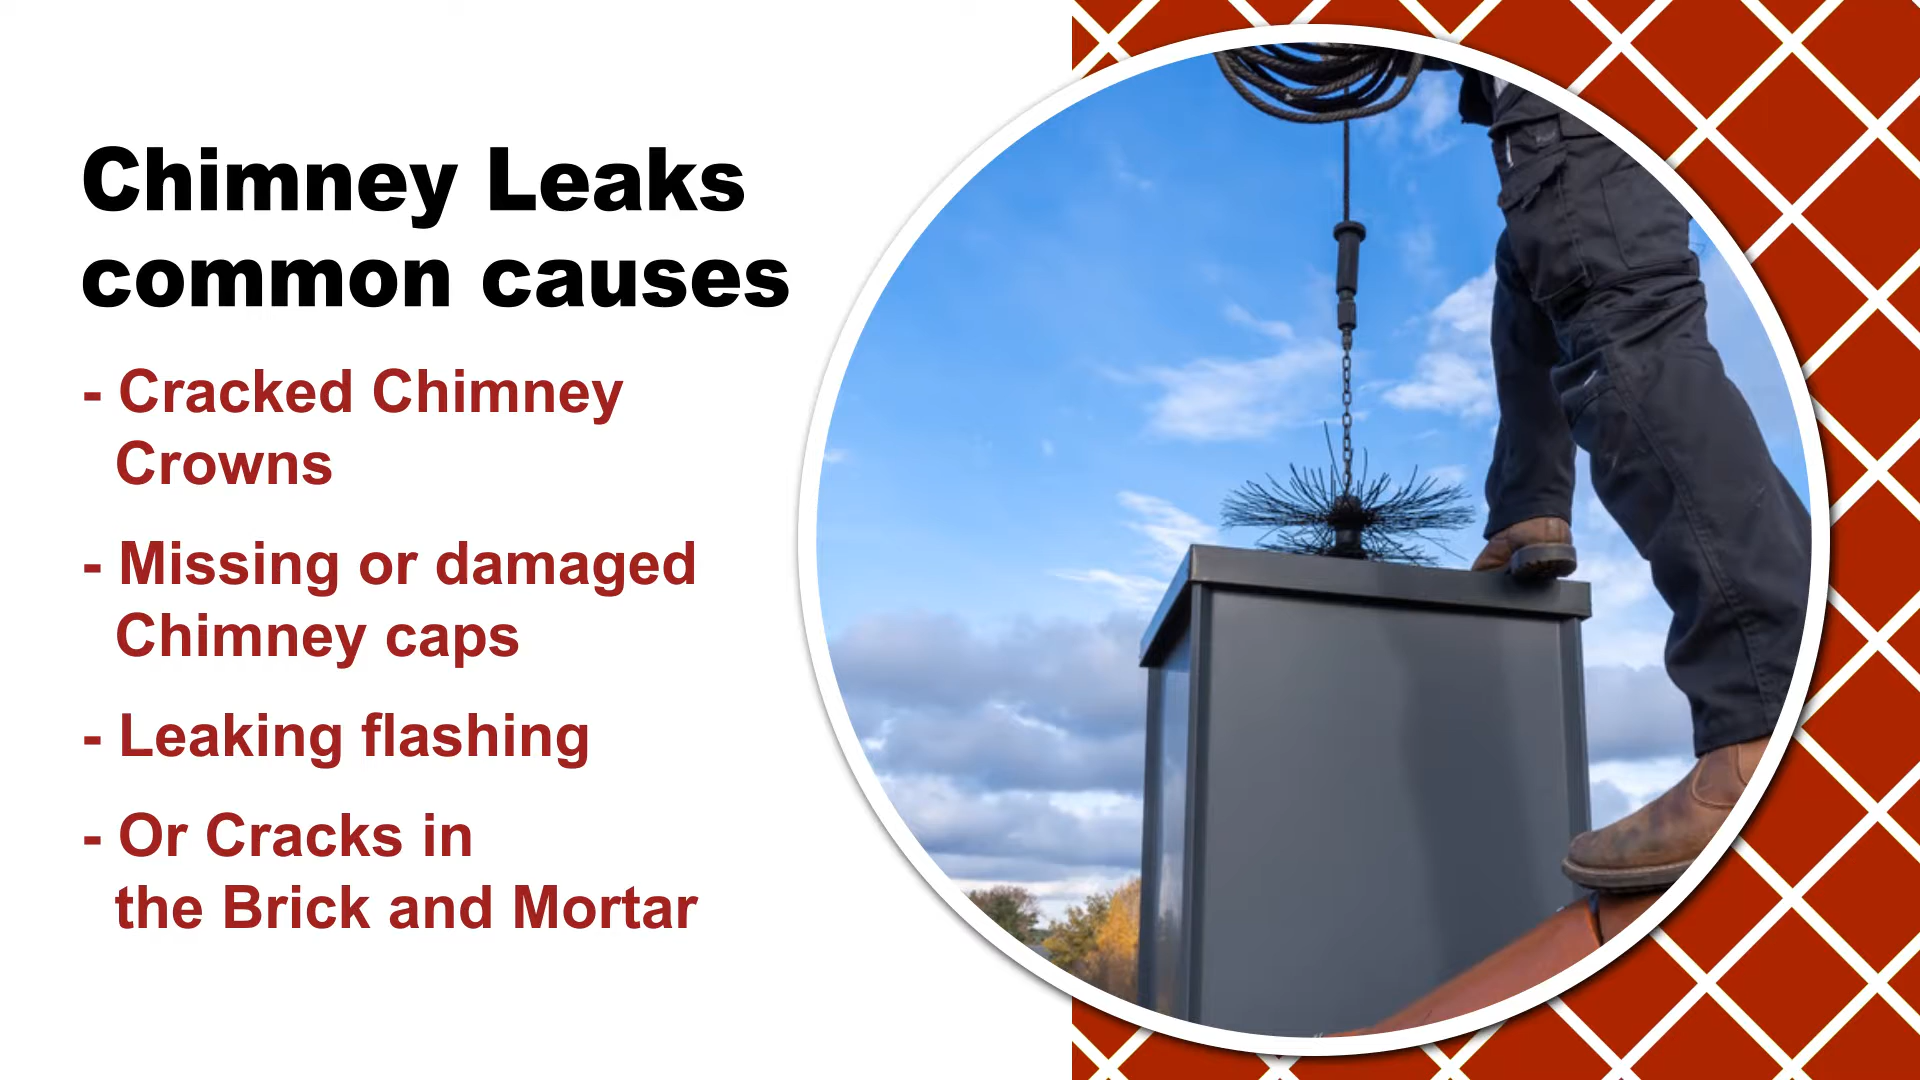 Chimney Leaks
common causes
- Cracked Chimney
Crowns
- Missing or damaged
Chimney caps
- Leaking flashing
- Or Cracks in
the Brick and Mortar